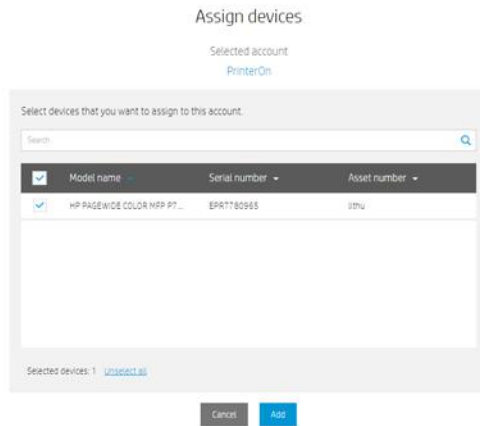 Assign devices
Selected account
PrinterOn
Select devices that you want to assign to this account.
Search
Model name Serial number Asset number
HP PAGEWIDE COLOR MFP P7... EPR7780965 lithu
Selected devices: 1 Unselect all
Cancel Add